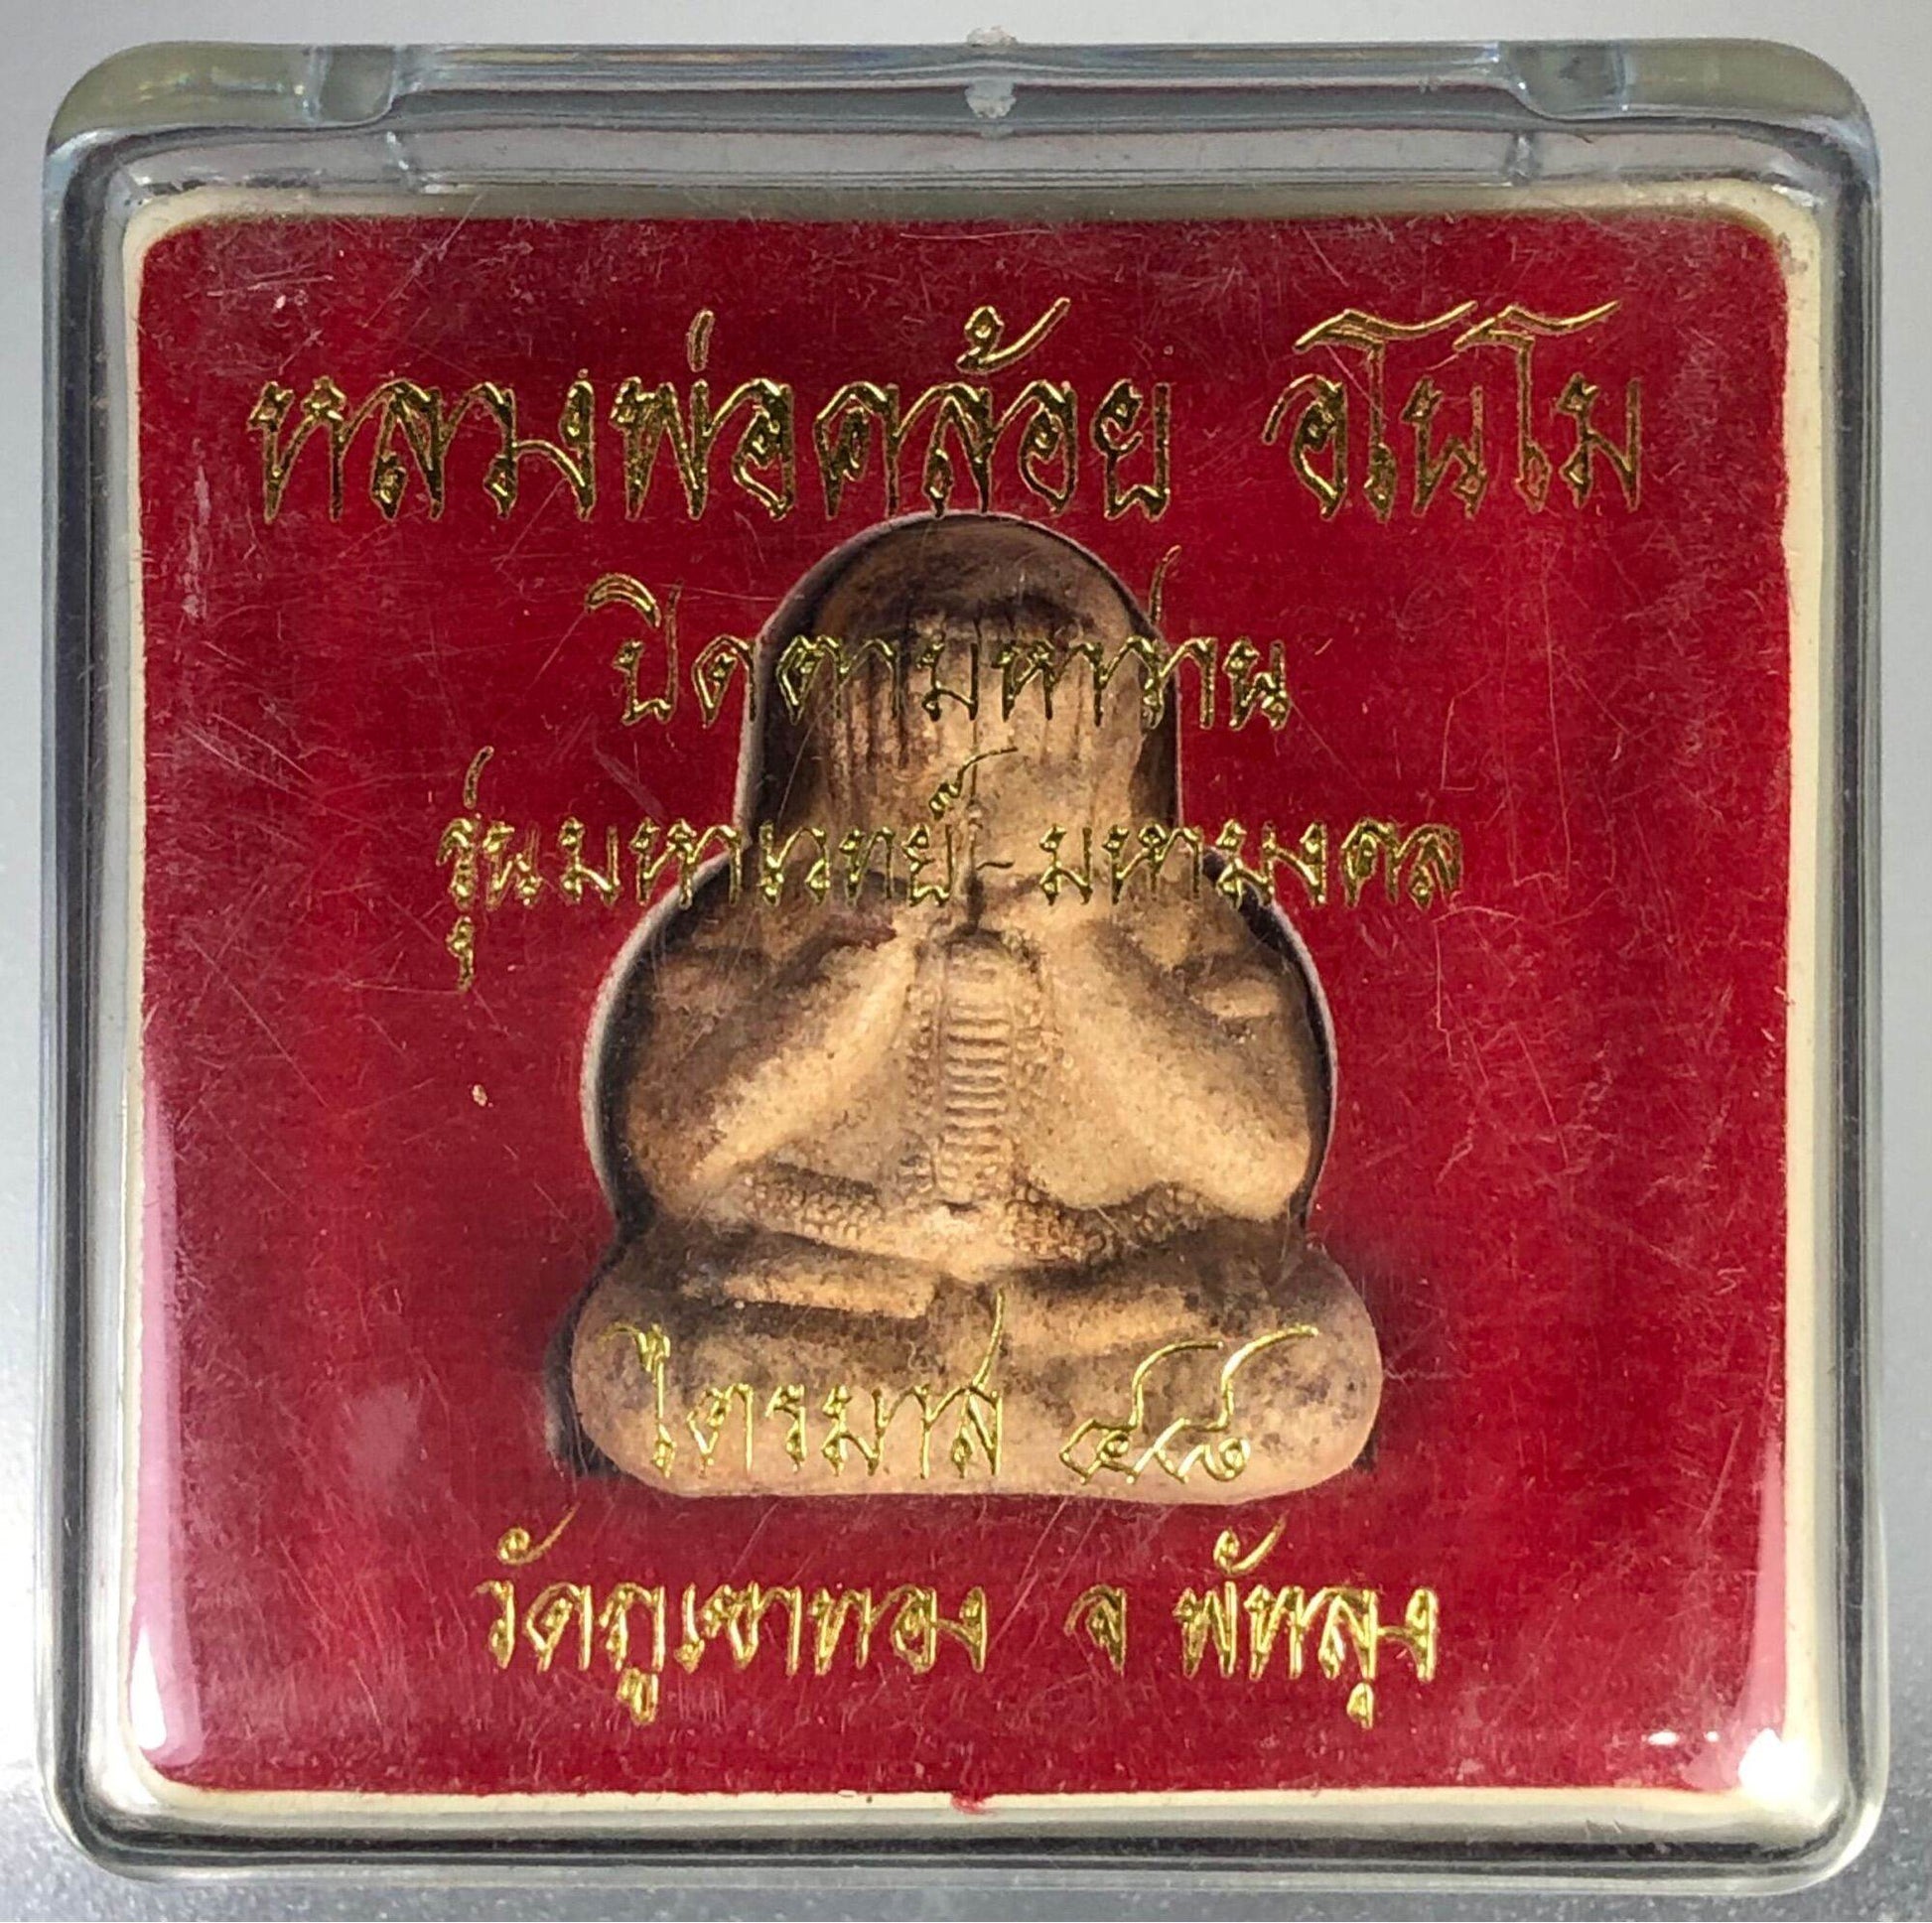 หลวงพ่อคล้อย อโนโม
ปิดตามหาว่าน
รุ่นมหาเวทย์-มหามงคล
ไตรมาส ๔๘
วัดภูเขาทอง จ พัทลุง